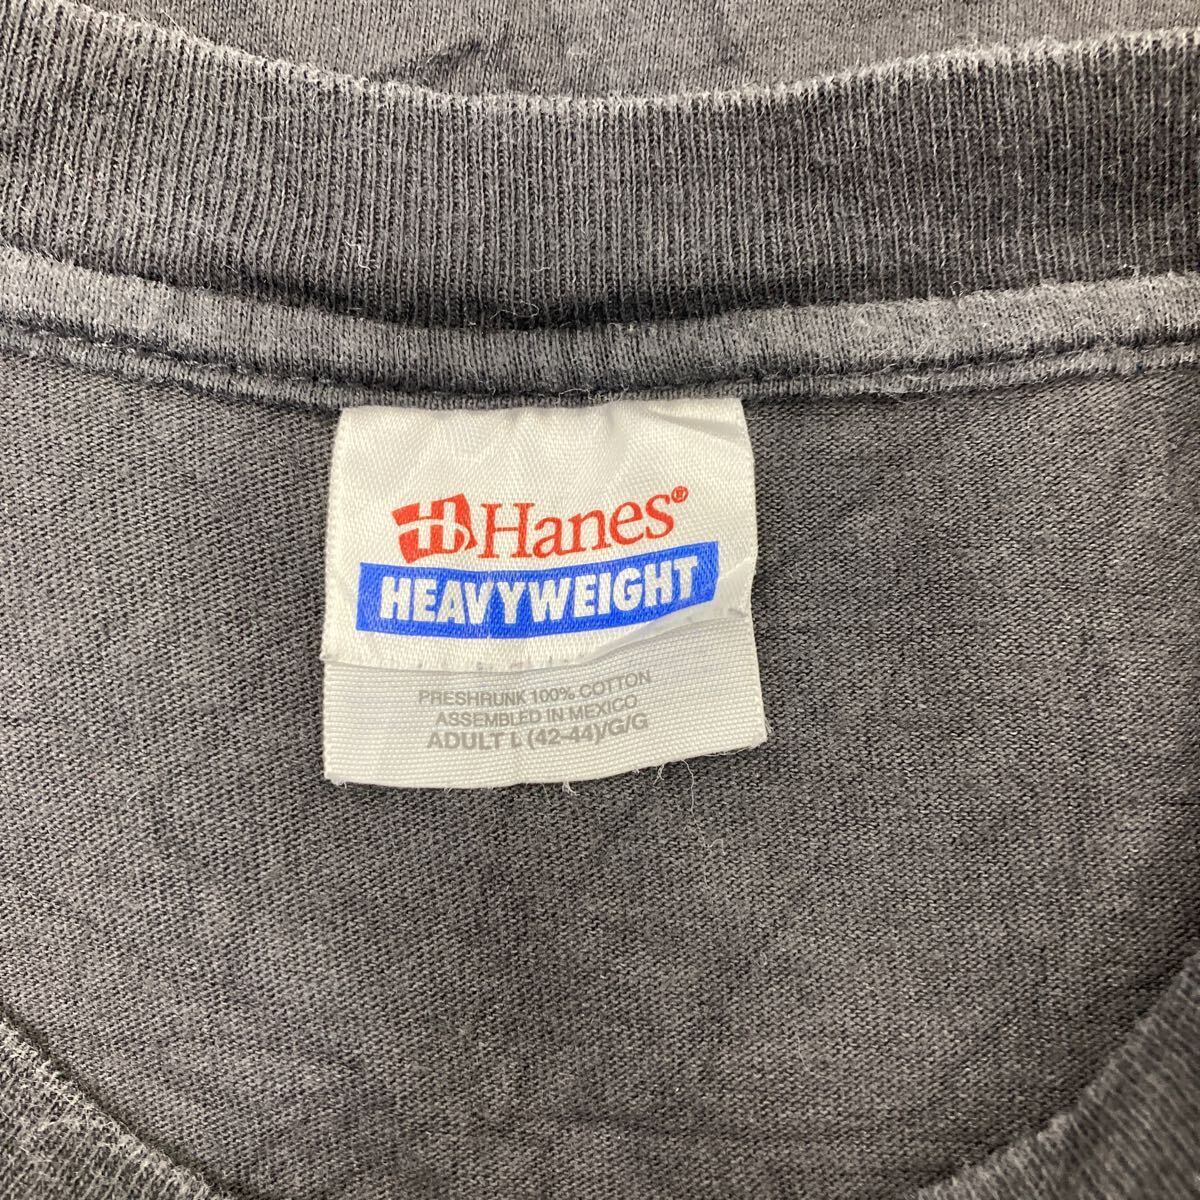 Hanes®
HEAVYWEIGHT
PRESHRUNK 100% COTTON
ASSEMBLED IN MEXICO
ADULT L (42-44)/G/G